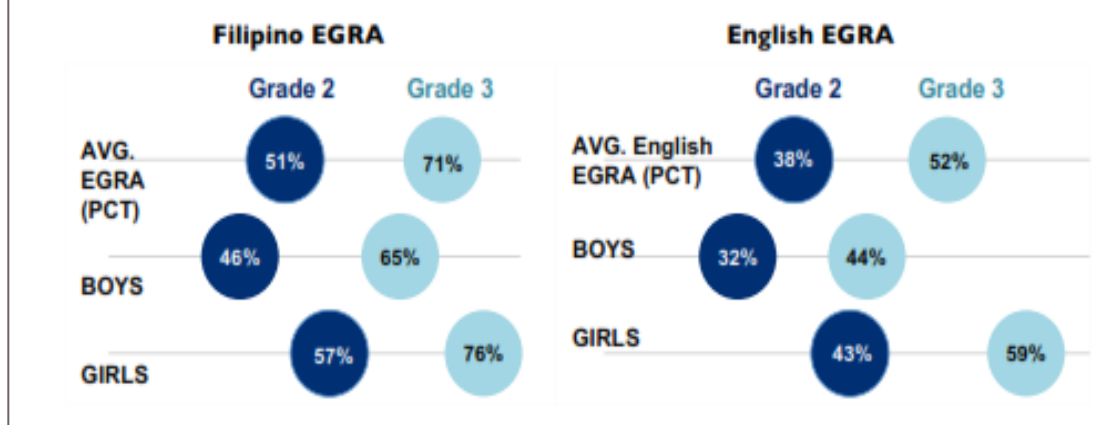 Filipino EGRA
Grade 2 Grade 3
AVG.
EGRA
(PCT)
51% 71%
BOYS
46% 65%
GIRLS
57% 76%
English EGRA
Grade 2 Grade 3
AVG. English
EGRA (PCT)
38% 52%
BOYS
32% 44%
GIRLS
43% 59%